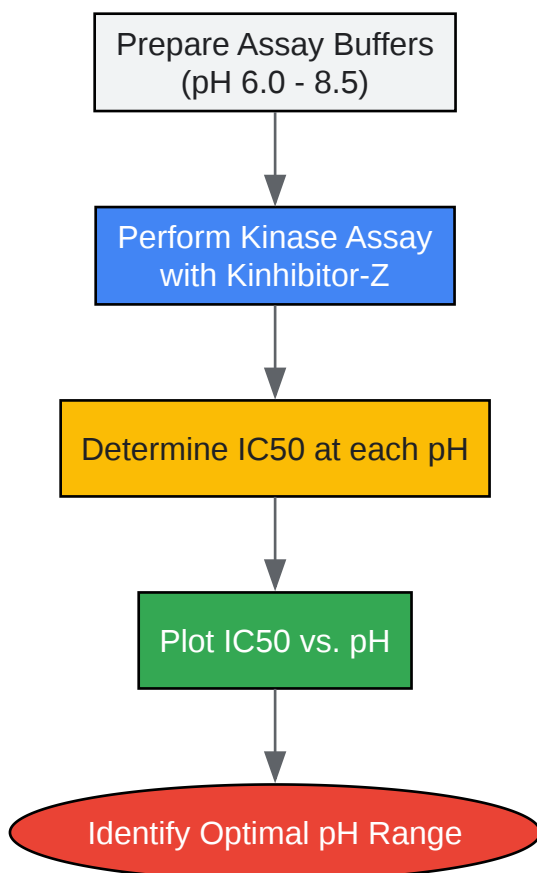 Prepare Assay Buffers
(pH 6.0 - 8.5)
Perform Kinase Assay
with Kinhibitor-Z
Determine IC50 at each pH
Plot IC50 vs. pH
Identify Optimal pH Range